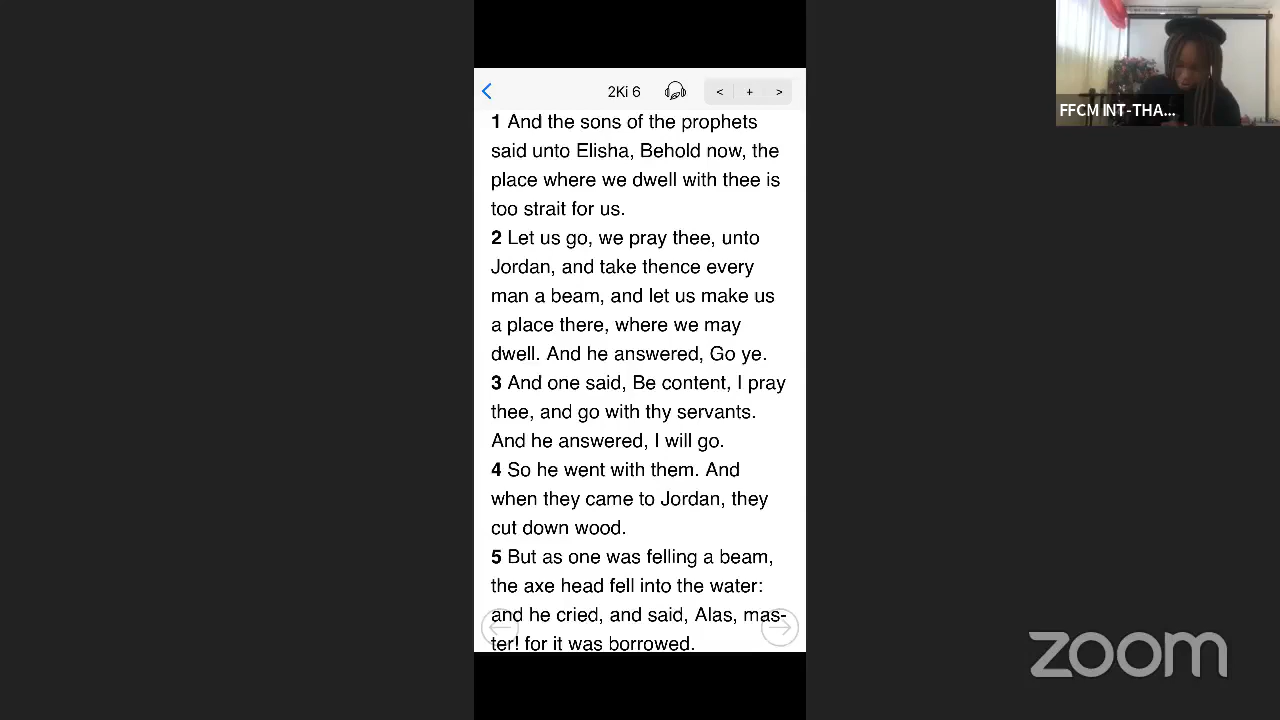 2Ki 6
< + >
1 And the sons of the prophets
said unto Elisha, Behold now, the
place where we dwell with thee is
too strait for us.
2 Let us go, we pray thee, unto
Jordan, and take thence every
man a beam, and let us make us
a place there, where we may
dwell. And he answered, Go ye.
3 And one said, Be content, I pray
thee, and go with thy servants.
And he answered, I will go.
4 So he went with them. And
when they came to Jordan, they
cut down wood.
5 But as one was felling a beam,
the axe head fell into the water:
and he cried, and said, Alas, mas-
ter! for it was borrowed.
FFCM INT-THA...
zoom